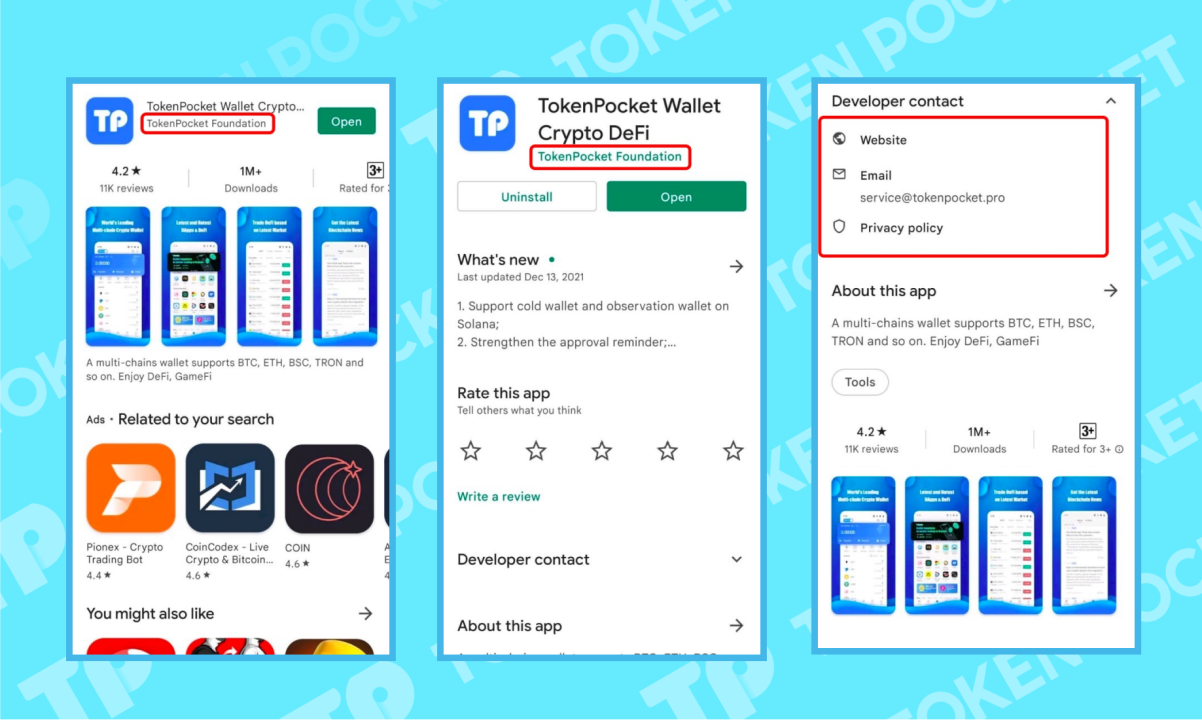 TOKEN POCKET
TP
TokenPocket Wallet Crypto...
TokenPocket Foundation
Open
4.2★
11K reviews
1M+
Downloads
3+
Rated for
World's Leading
Multi-chain Crypto Wallet
Latest and Hotest
DApps & DeFi
Trade DeFi based
on Latest Market
Get the Latest
Blockchain News
A multi-chains wallet supports BTC, ETH, BSC, TRON and
so on. Enjoy DeFi, GameFi
Ads · Related to your search
Pionex - Crypto
Trading Bot
4.4★
CoinCodex - Live
Crypto & Bitcoin...
4.6★
COIN
4.6★
You might also like
TP
TokenPocket Wallet
Crypto DeFi
TokenPocket Foundation
Uninstall
Open
What's new •
Last updated Dec 13, 2021
1. Support cold wallet and observation wallet on
Solana;
2. Strengthen the approval reminder;...
Rate this app
Tell others what you think
Write a review
Developer contact
About this app
Developer contact
Website
Email
service@tokenpocket.pro
Privacy policy
About this app
A multi-chains wallet supports BTC, ETH, BSC,
TRON and so on. Enjoy DeFi, GameFi
Tools
4.2★
11K reviews
1M+
Downloads
3+
Rated for 3+
World's Leading
Multi-chain Crypto Wallet
Latest and Hotest
DApps & DeFi
Trade DeFi based
on Latest Market
Get the Latest
Blockchain News